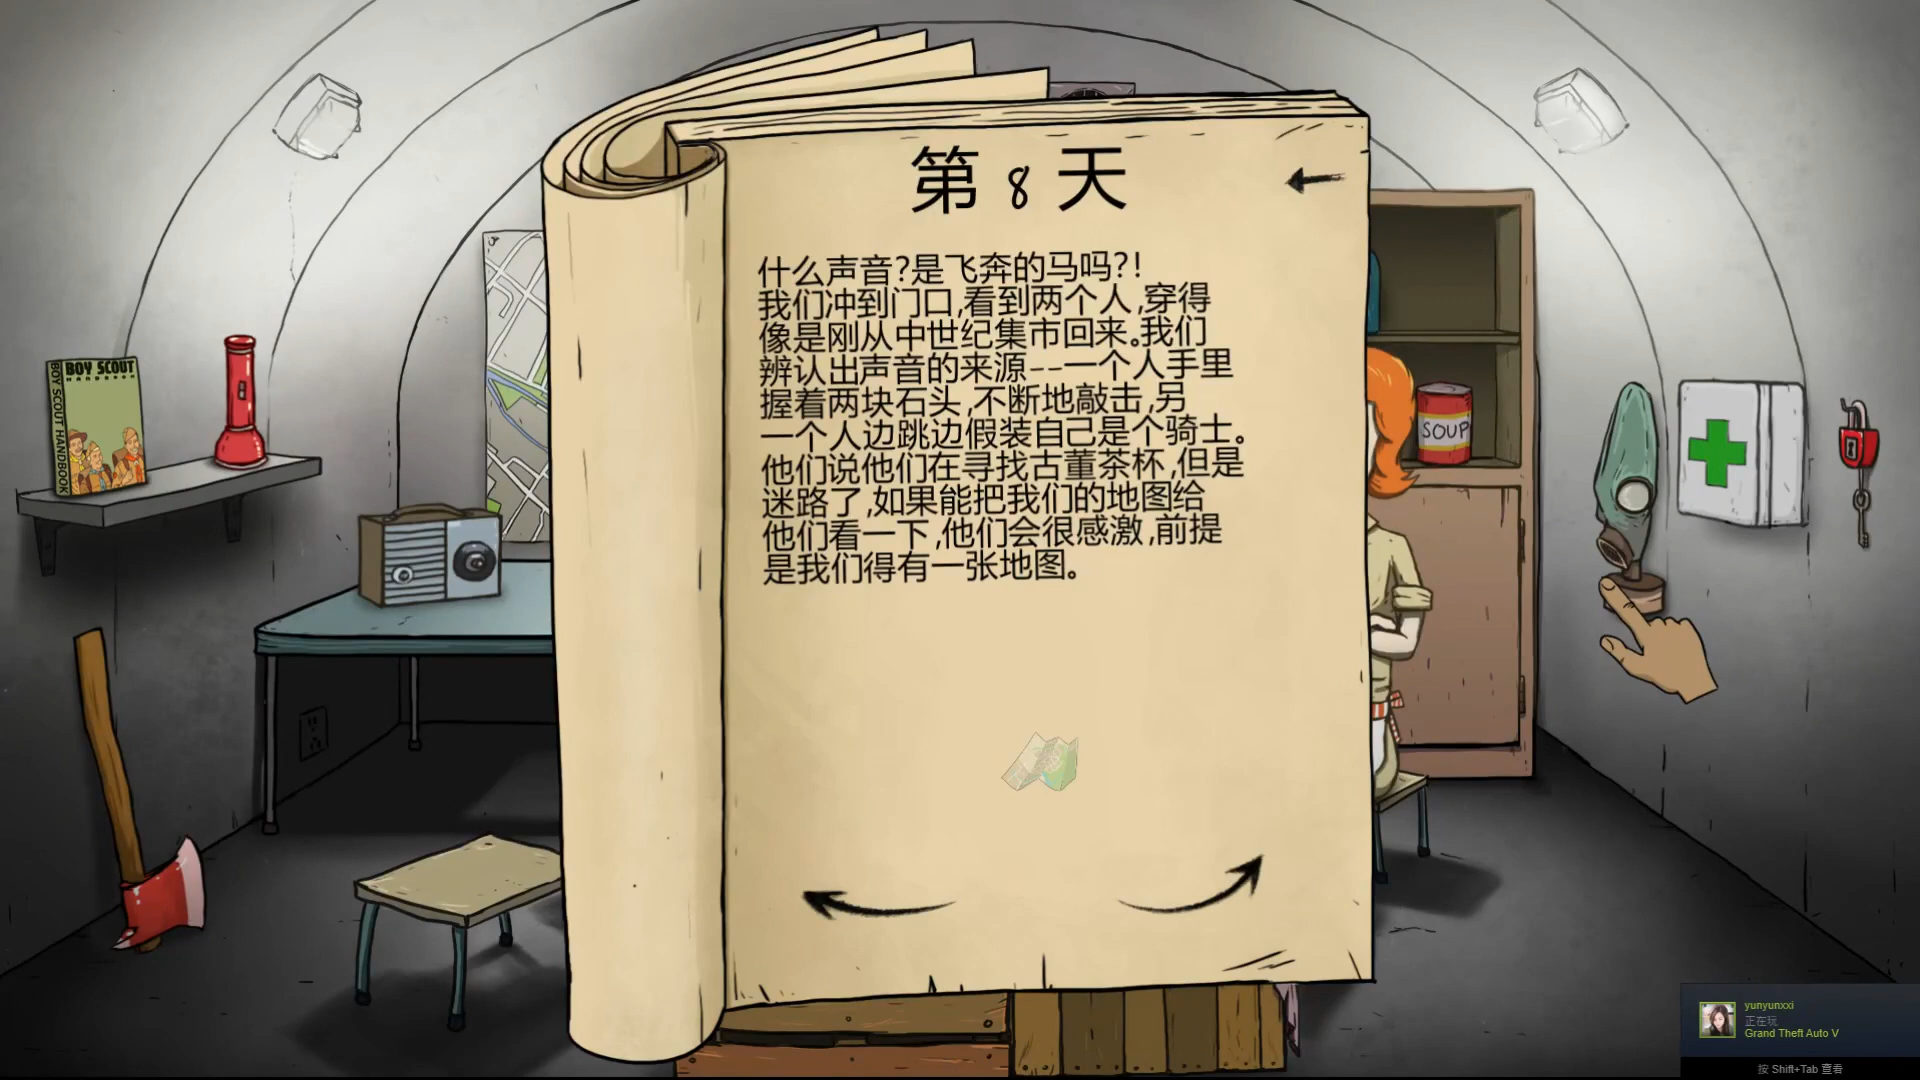 第 8 天
什么声音?是飞奔的马吗?!
我们冲到门口,看到两个人,穿得
像是刚从中世纪集市回来。我们
辨认出声音的来源--一个人手里
握着两块石头,不断地敲击,另
一个人边跳边假装自己是个骑士。
他们说他们在寻找古董茶杯,但是
迷路了,如果能把我们的地图给
他们看一下,他们会很感激,前提
是我们得有一张地图。
BOY SCOUT
HANDBOOK
BOY SCOUT HANDBOOK
SOUP
yunyunxxi
正在玩
Grand Theft Auto V
按 Shift+Tab 查看